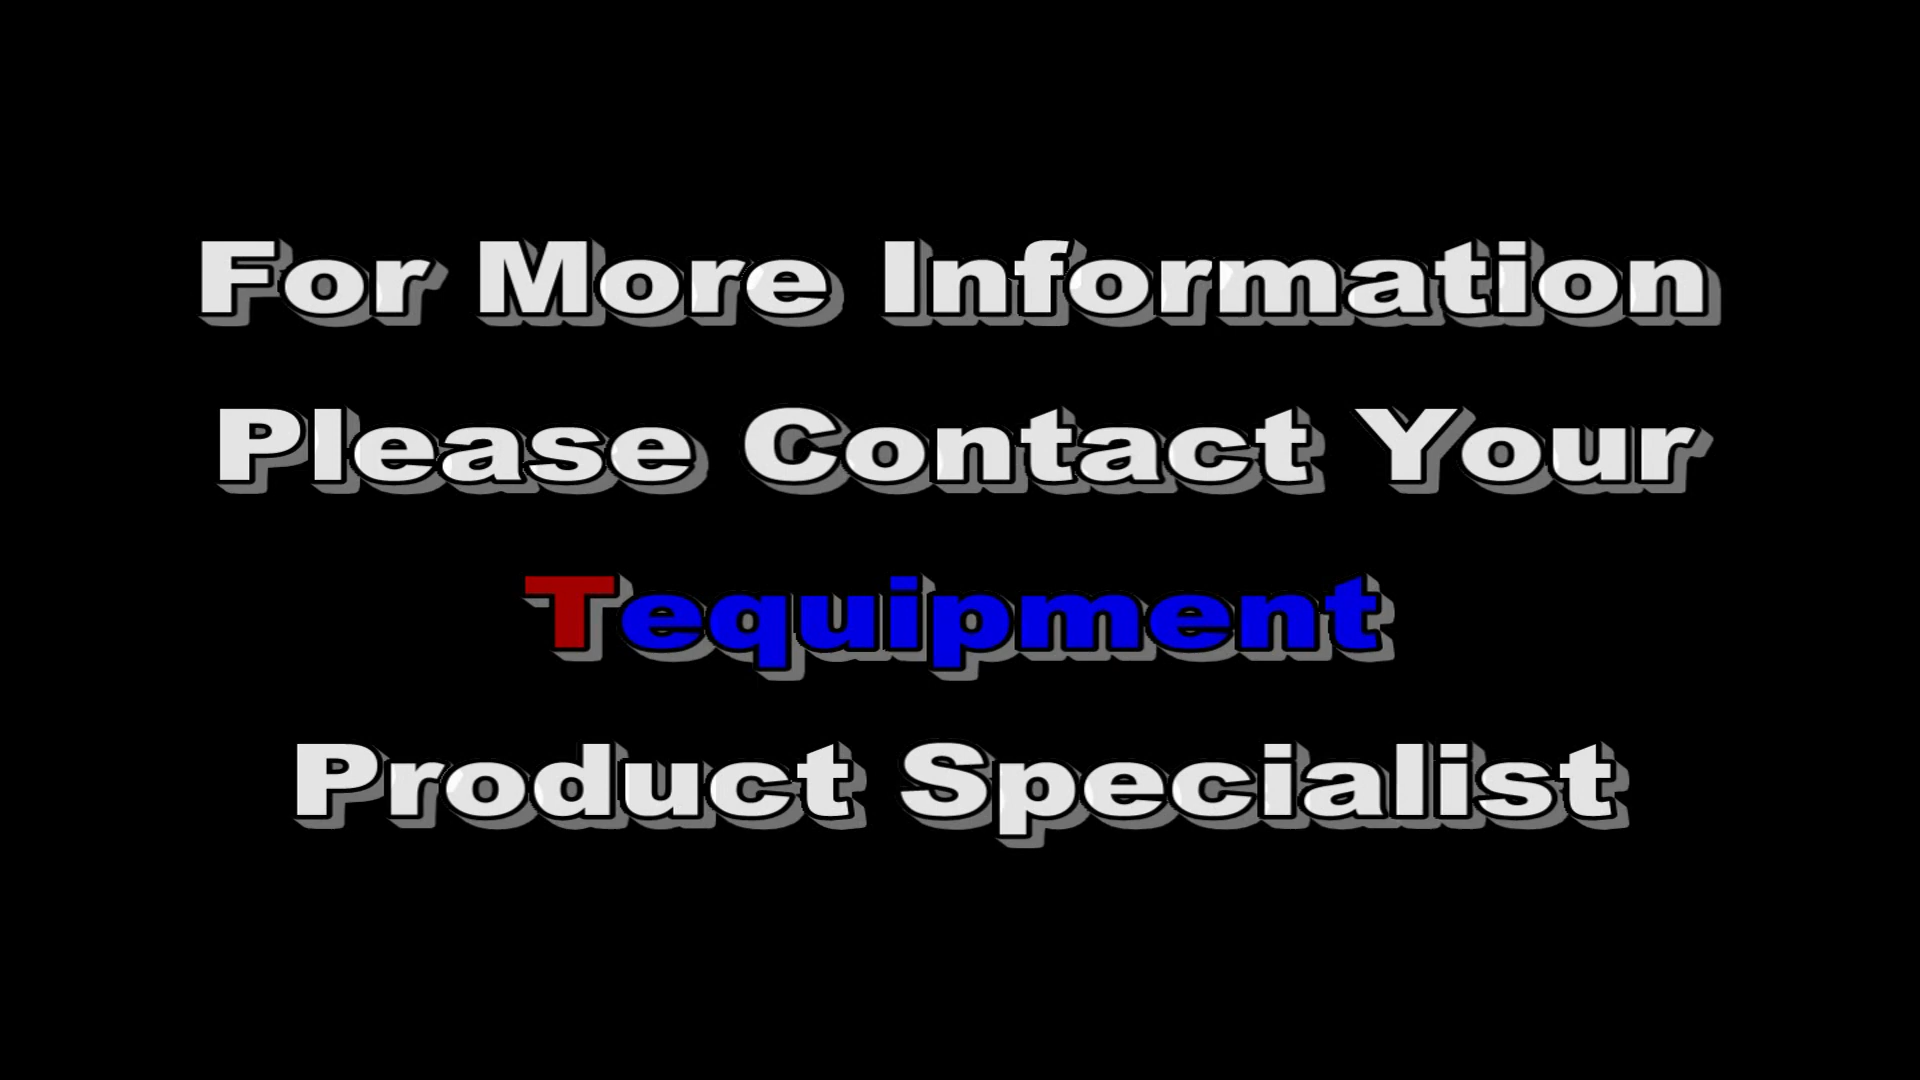 For More Information
Please Contact Your
Tequipment
Product Specialist